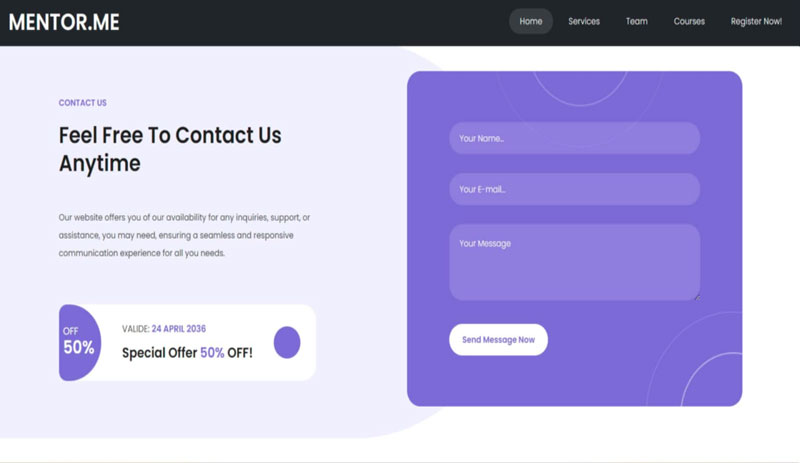 MENTOR.ME
Home Services Team Courses Register Now!
CONTACT US
Feel Free To Contact Us
Anytime
Our website offers you of our availability for any inquiries, support, or
assistance, you may need, ensuring a seamless and responsive
communication experience for all you needs.
OFF
50%
VALIDE: 24 APRIL 2036
Special Offer 50% OFF!
Your Name...
Your E-mail...
Your Message
Send Message Now